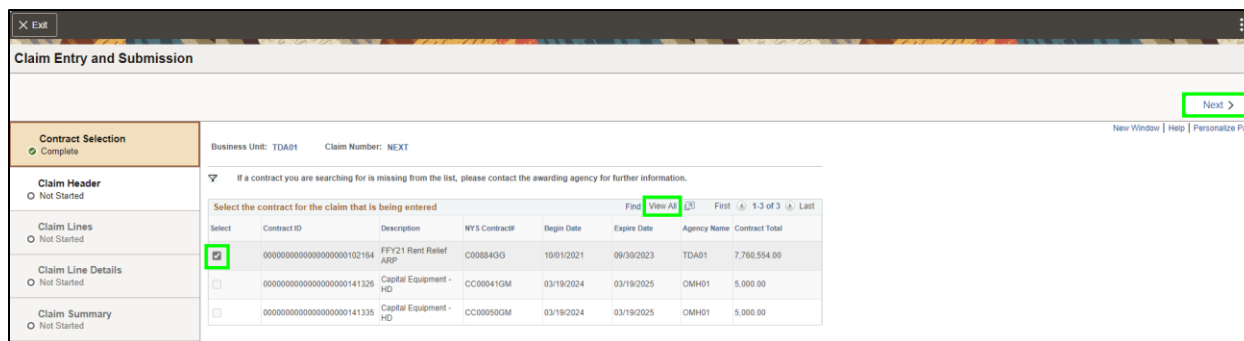 × Exit
Claim Entry and Submission
Next >
New Window | Help | Personalize Pa
Contract Selection
Complete
Claim Header
Not Started
Claim Lines
Not Started
Claim Line Details
Not Started
Claim Summary
Not Started
Business Unit: TDA01 Claim Number: NEXT
If a contract you are searching for is missing from the list, please contact the awarding agency for further information.
Select the contract for the claim that is being entered Find View All First 1-3 of 3 Last
Select Contract ID Description NYS Contract# Begin Date Expire Date Agency Name Contract Total
0000000000000000000102164 FFY21 Rent Relief ARP C00884GG 10/01/2021 09/30/2023 TDA01 7,760,554.00
0000000000000000000141326 Capital Equipment - HD CC00041GM 03/19/2024 03/19/2025 OMH01 5,000.00
0000000000000000000141335 Capital Equipment - HD CC00050GM 03/19/2024 03/19/2025 OMH01 5,000.00